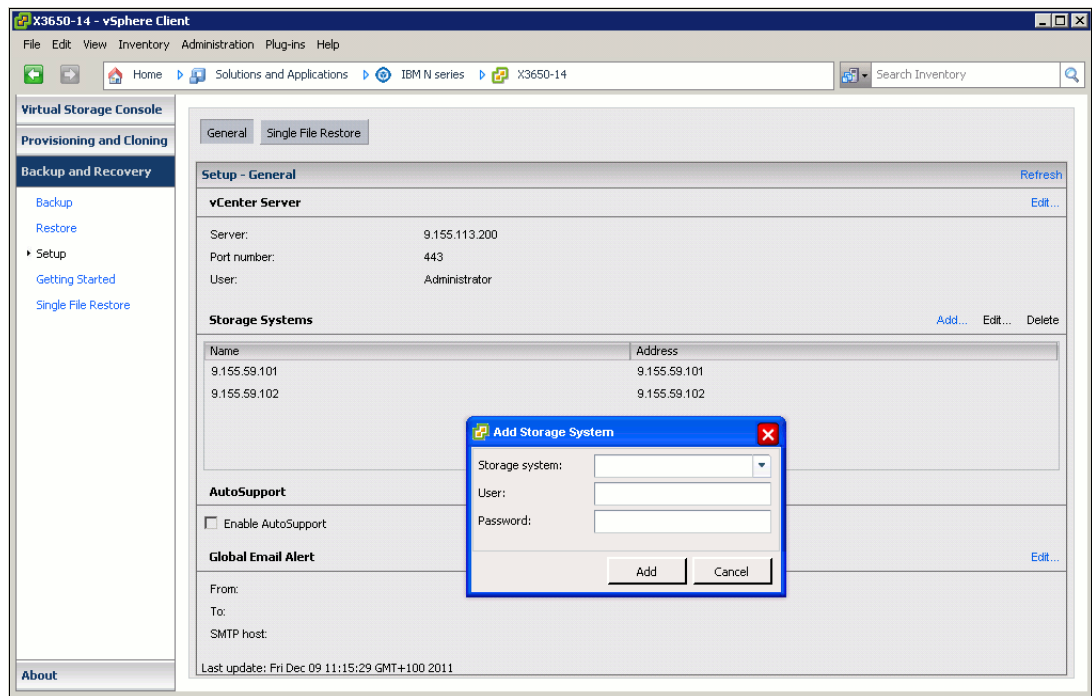 X3650-14 - vSphere Client
File Edit View Inventory Administration Plug-ins Help
Home Solutions and Applications IBM N series X3650-14 Search Inventory
Virtual Storage Console
Provisioning and Cloning
Backup and Recovery
Backup
Restore
Setup
Getting Started
Single File Restore
About
General Single File Restore
Setup - General Refresh
vCenter Server Edit...
Server: 9.155.113.200
Port number: 443
User: Administrator
Storage Systems Add... Edit... Delete
Name Address
9.155.59.101 9.155.59.101
9.155.59.102 9.155.59.102
Add Storage System
Storage system:
User:
Password:
Add Cancel
AutoSupport
Enable AutoSupport
Global Email Alert Edit...
From:
To:
SMTP host:
Last update: Fri Dec 09 11:15:29 GMT+100 2011